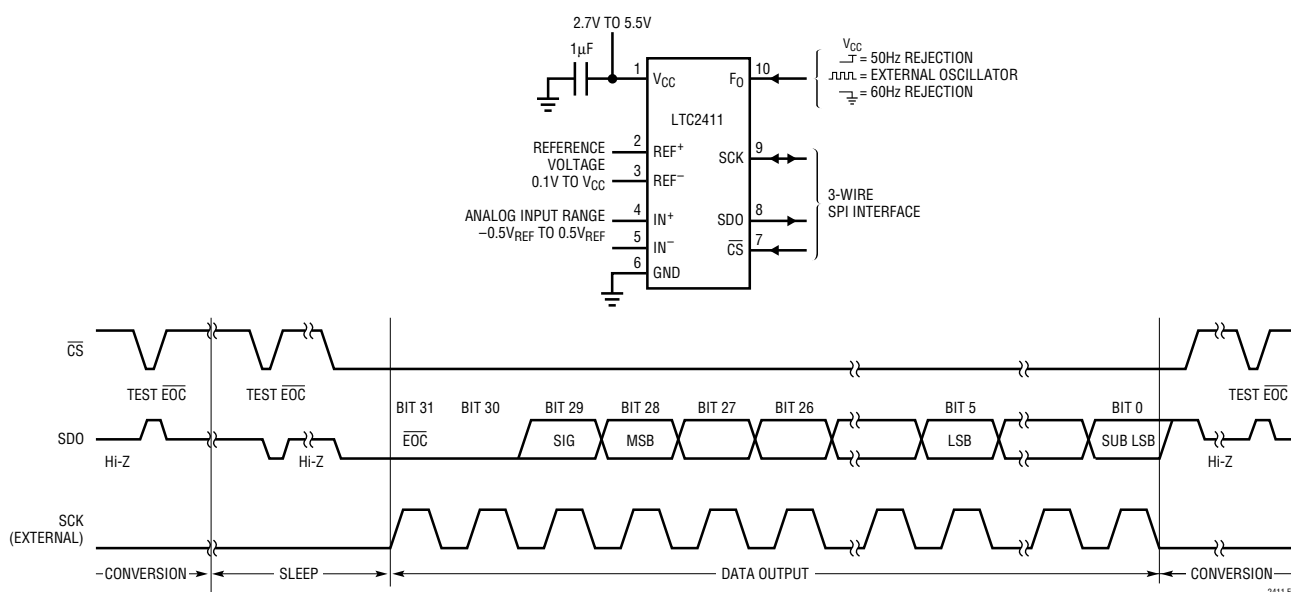 2.7V TO 5.5V
1µF
1
VCC
2
REF+
3
REF–
4
IN+
5
IN–
6
GND
LTC2411
FO
10
SCK
9
SDO
8
CS
7
REFERENCE
VOLTAGE
0.1V TO VCC
ANALOG INPUT RANGE
–0.5VREF TO 0.5VREF
VCC
= 50Hz REJECTION
= EXTERNAL OSCILLATOR
= 60Hz REJECTION
3-WIRE
SPI INTERFACE
CS
TEST EOC
TEST EOC
TEST EOC
BIT 31
BIT 30
BIT 29
BIT 28
BIT 27
BIT 26
BIT 5
BIT 0
SDO
EOC
SIG
MSB
LSB
SUB LSB
Hi-Z
Hi-Z
Hi-Z
SCK
(EXTERNAL)
CONVERSION
SLEEP
DATA OUTPUT
CONVERSION